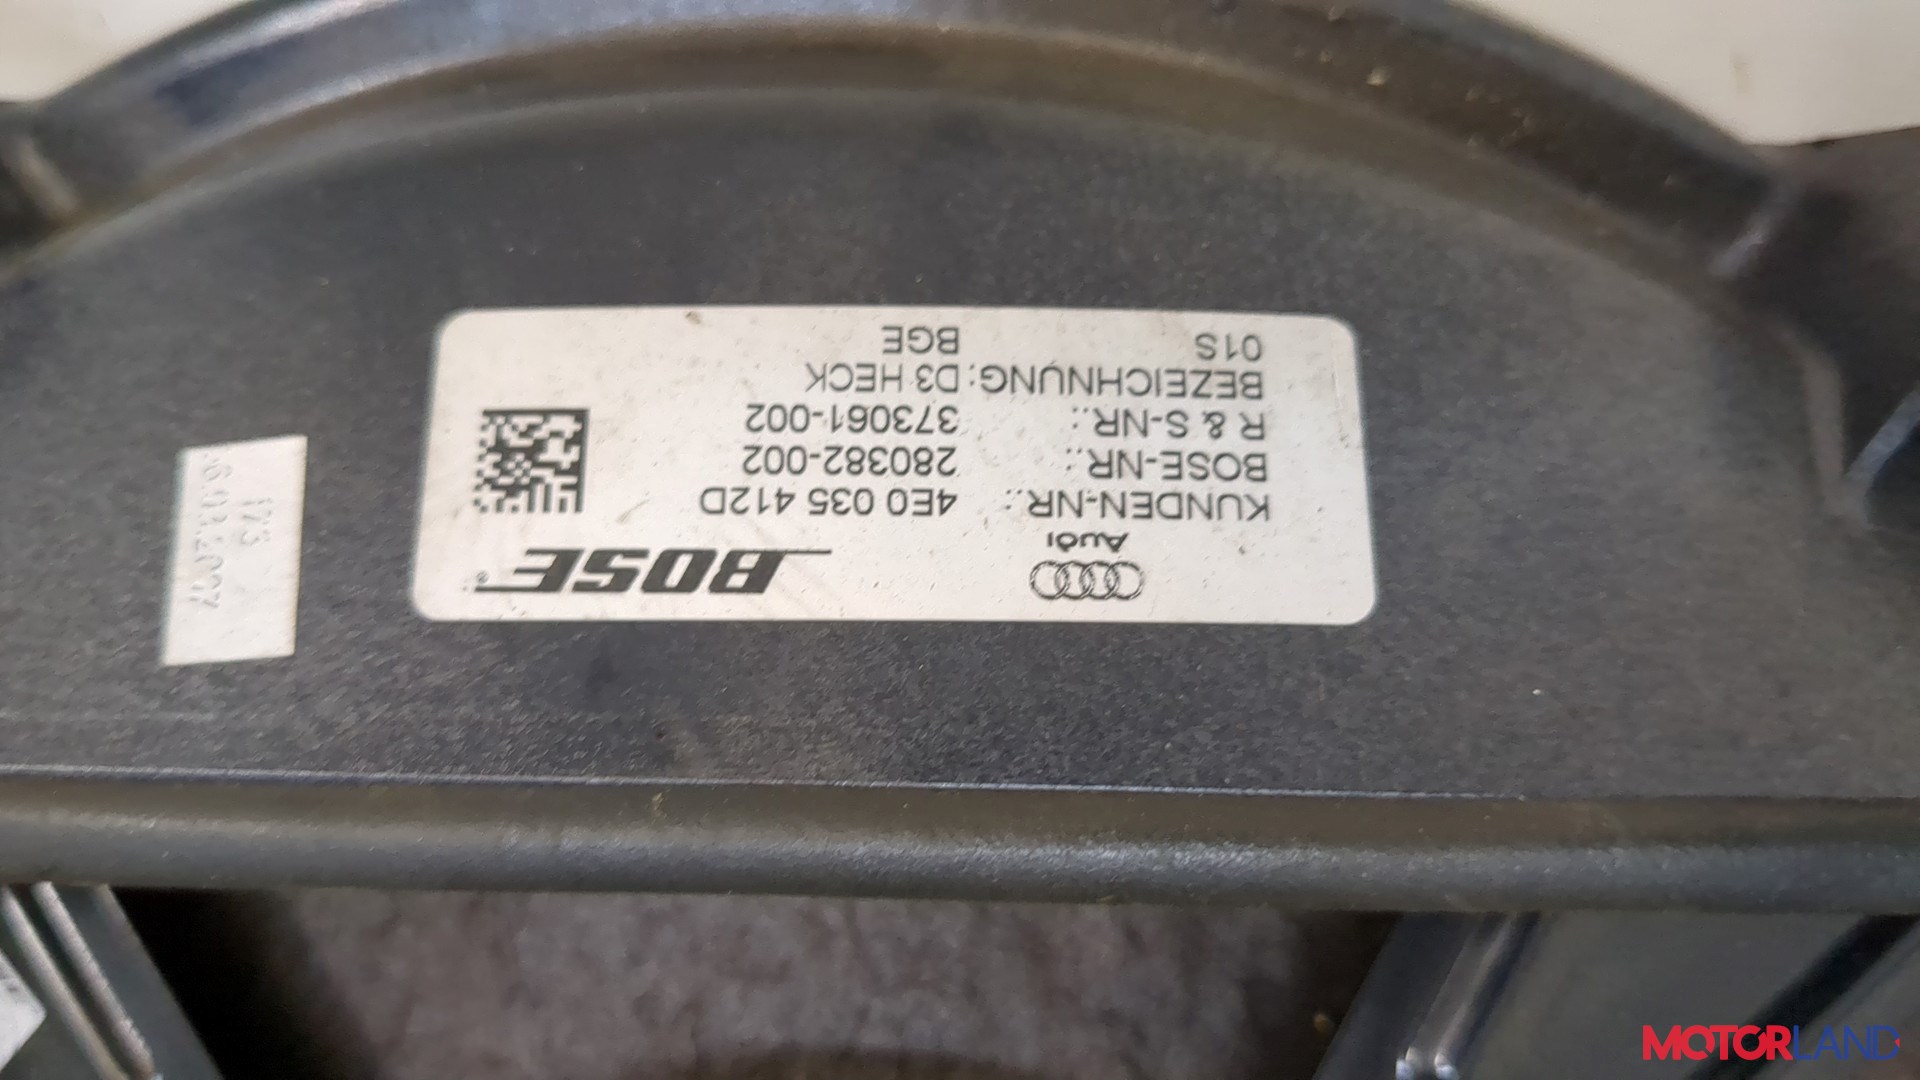 Audi BOSE®
KUNDEN-NR.: 4E0 035 412D
BOSE-NR.: 280382-002
R & S-NR.: 373061-002
BEZEICHNUNG: D3 HECK
01S BGE
173
MOTORLAND